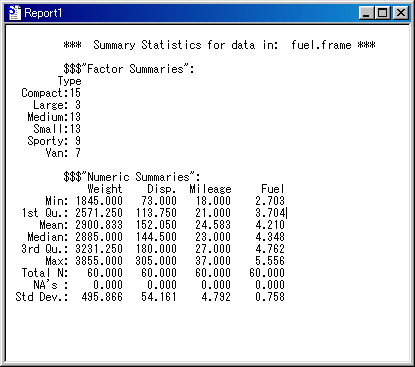 Report1
*** Summary Statistics for data in: fuel.frame ***
$$$"Factor Summaries":
Type
Compact:15
Large: 3
Medium:13
Small:13
Sporty: 9
Van: 7
$$$"Numeric Summaries":
Weight Disp. Mileage Fuel
Min: 1845.000 73.000 18.000 2.703
1st Qu.: 2571.250 113.750 21.000 3.704
Mean: 2900.833 152.050 24.583 4.210
Median: 2885.000 144.500 23.000 4.348
3rd Qu.: 3231.250 180.000 27.000 4.762
Max: 3855.000 305.000 37.000 5.556
Total N: 60.000 60.000 60.000 60.000
NA's : 0.000 0.000 0.000 0.000
Std Dev.: 495.866 54.161 4.792 0.758